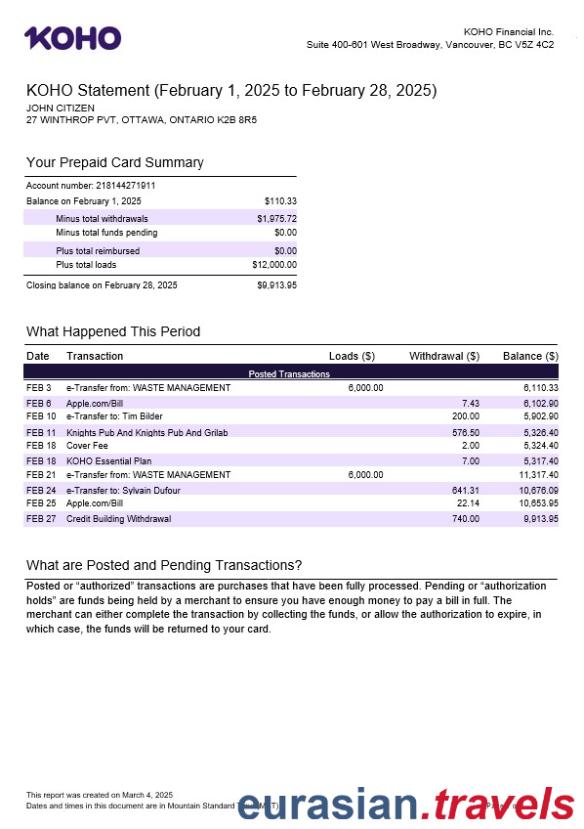 KOHO
KOHO Financial Inc.
Suite 400-601 West Broadway, Vancouver, BC V5Z 4C2
KOHO Statement (February 1, 2025 to February 28, 2025)
JOHN CITIZEN
27 WINTHROP PVT, OTTAWA, ONTARIO K2B 8R5
Your Prepaid Card Summary
Account number: 218144271911
Balance on February 1, 2025 $110.33
Minus total withdrawals $1,975.72
Minus total funds pending $0.00
Plus total reimbursed $0.00
Plus total loads $12,000.00
Closing balance on February 28, 2025 $9,913.95
What Happened This Period
Date Transaction Loads ($) Withdrawal ($) Balance ($)
Posted Transactions
FEB 3 e-Transfer from: WASTE MANAGEMENT 6,000.00 6,110.33
FEB 6 Apple.com/Bill 7.43 6,102.90
FEB 10 e-Transfer to: Tim Bilder 200.00 5,902.90
FEB 11 Knights Pub And Knights Pub And Grilab 576.50 5,326.40
FEB 18 Cover Fee 2.00 5,324.40
FEB 18 KOHO Essential Plan 7.00 5,317.40
FEB 21 e-Transfer from: WASTE MANAGEMENT 6,000.00 11,317.40
FEB 24 e-Transfer to: Sylvain Dufour 641.31 10,676.09
FEB 25 Apple.com/Bill 22.14 10,653.95
FEB 27 Credit Building Withdrawal 740.00 9,913.95
What are Posted and Pending Transactions?
Posted or “authorized” transactions are purchases that have been fully processed. Pending or “authorization
holds” are funds being held by a merchant to ensure you have enough money to pay a bill in full. The
merchant can either complete the transaction by collecting the funds, or allow the authorization to expire, in
which case, the funds will be returned to your card.
This report was created on March 4, 2025
Dates and times in this document are in Mountain Standard
eurasian.travels